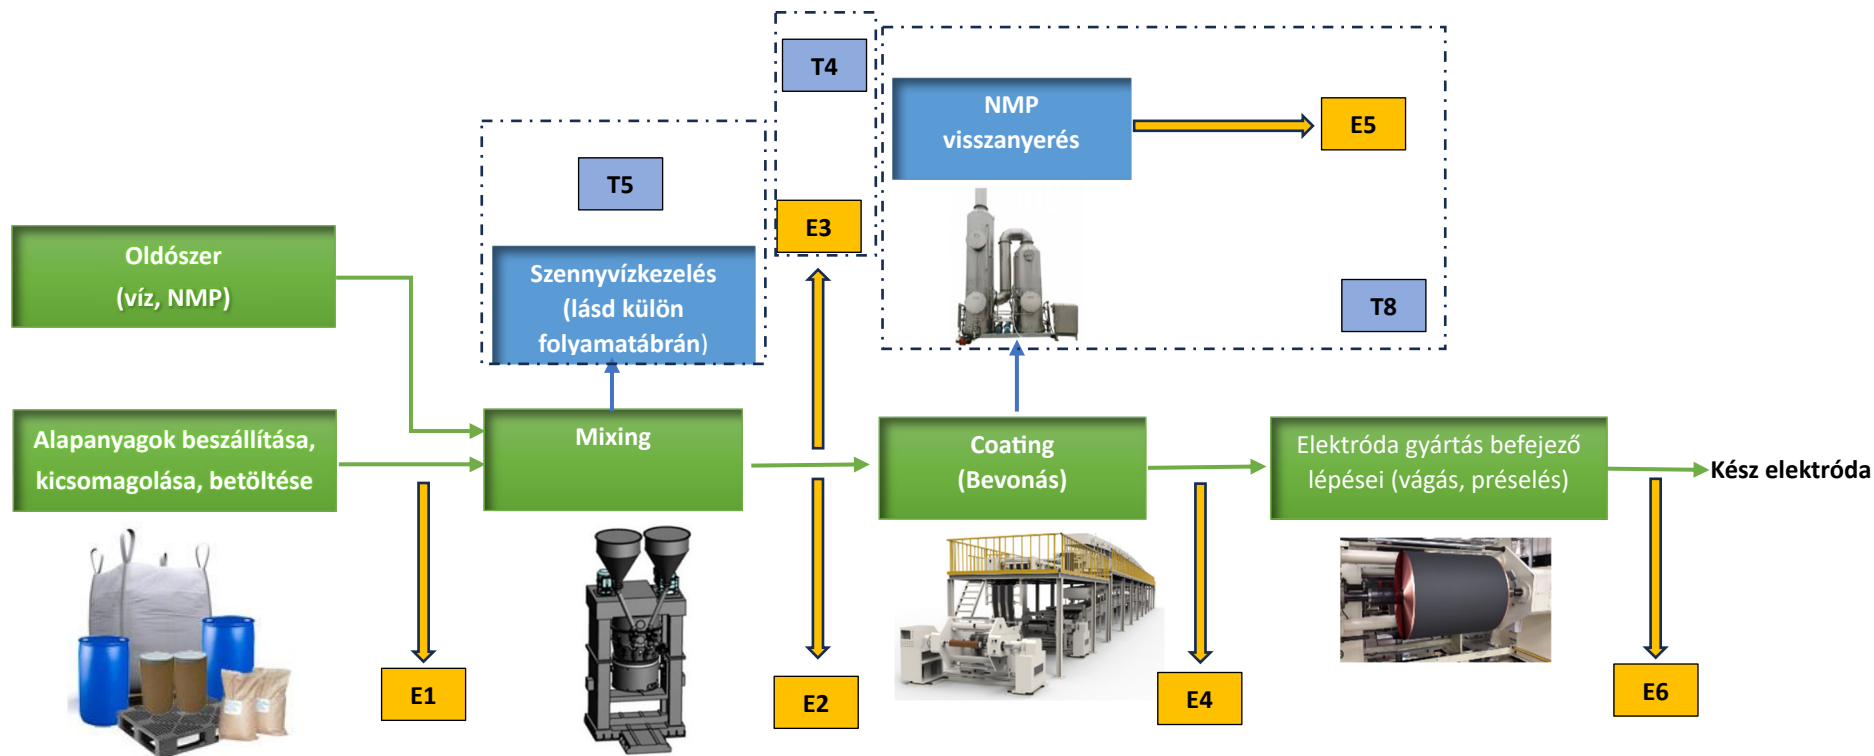 T4
NMP
visszanyerés
E5
T5
E3
Oldószer
(víz, NMP)
Szennyvízkezelés
(lásd külön
folyamatábrán)
T8
Alapanyagok beszállítása,
kicsomagolása, betöltése
Mixing
Coating
(Bevonás)
Elektróda gyártás befejező
lépései (vágás, préselés)
Kész elektróda
E1
E2
E4
E6